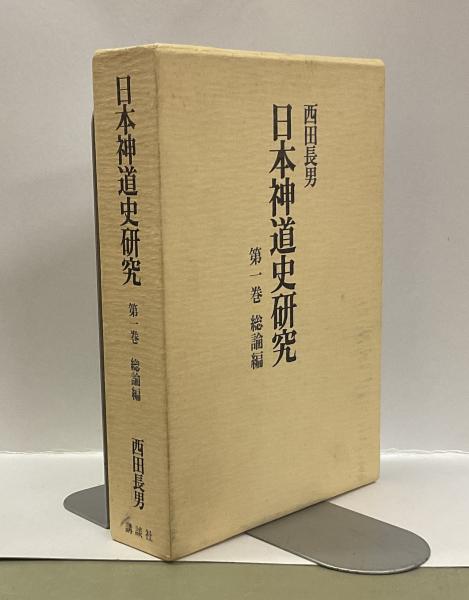 西田長男
日本神道史研究
第一巻 総論編
日本神道史研究
第一巻 総論編
西田長男
講談社